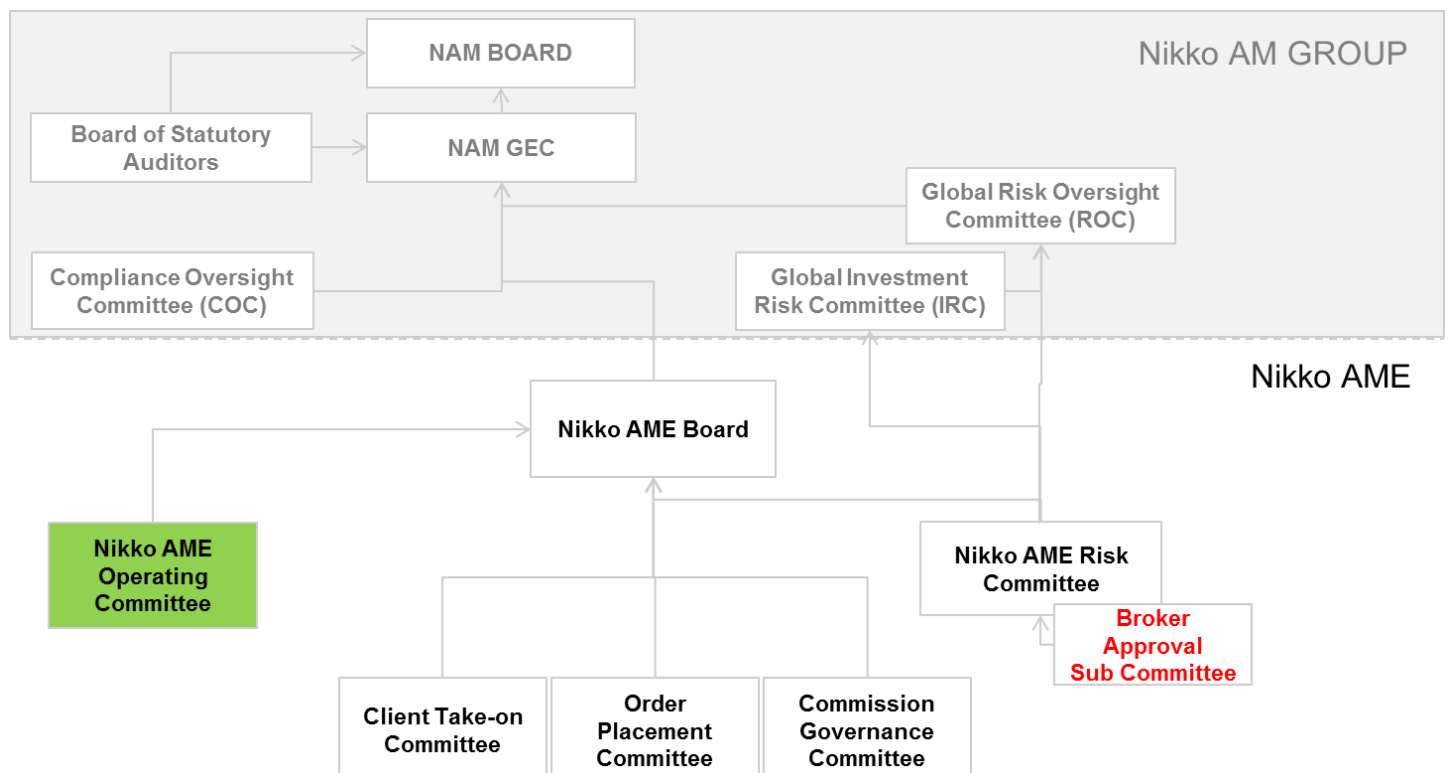 Nikko AM GROUP
NAM BOARD
Board of Statutory
Auditors
NAM GEC
Global Risk Oversight
Committee (ROC)
Compliance Oversight
Committee (COC)
Global Investment
Risk Committee (IRC)
Nikko AME
Nikko AME Board
Nikko AME
Operating
Committee
Nikko AME Risk
Committee
Broker
Approval
Sub Committee
Client Take-on
Committee
Order
Placement
Committee
Commission
Governance
Committee